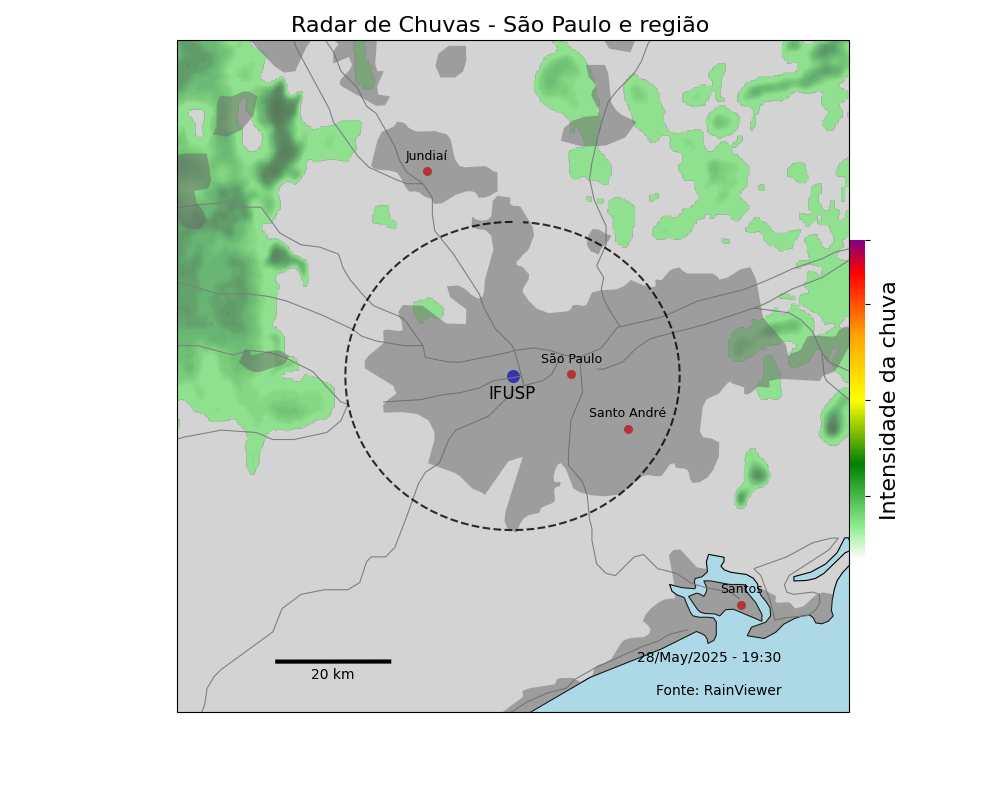 Radar de Chuvas - São Paulo e região
Jundiaí
São Paulo
IFUSP
Santo André
Intensidade da chuva
Santos
28/May/2025 - 19:30
20 km
Fonte: RainViewer